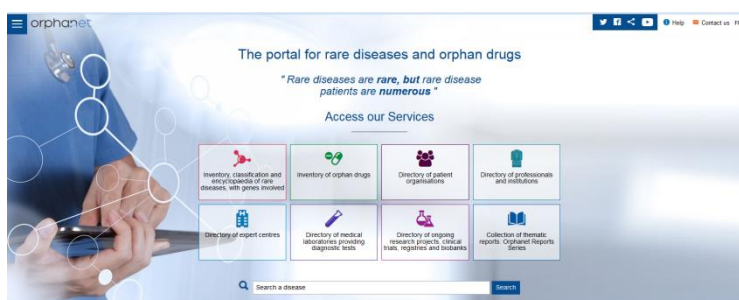 orphanet
Help
Contact us
The portal for rare diseases and orphan drugs
" Rare diseases are rare, but rare disease
patients are numerous "
Access our Services
Inventory, classification and
encyclopaedia of rare
diseases, with genes involved
Inventory of orphan drugs
Directory of patient
organisations
Directory of professionals
and institutions
Directory of expert centres
Directory of medical
laboratories providing
diagnostic tests
Directory of ongoing
research projects, clinical
trials, registries and biobanks
Collection of thematic
reports: Orphanet Reports
Series
Search a disease
Search